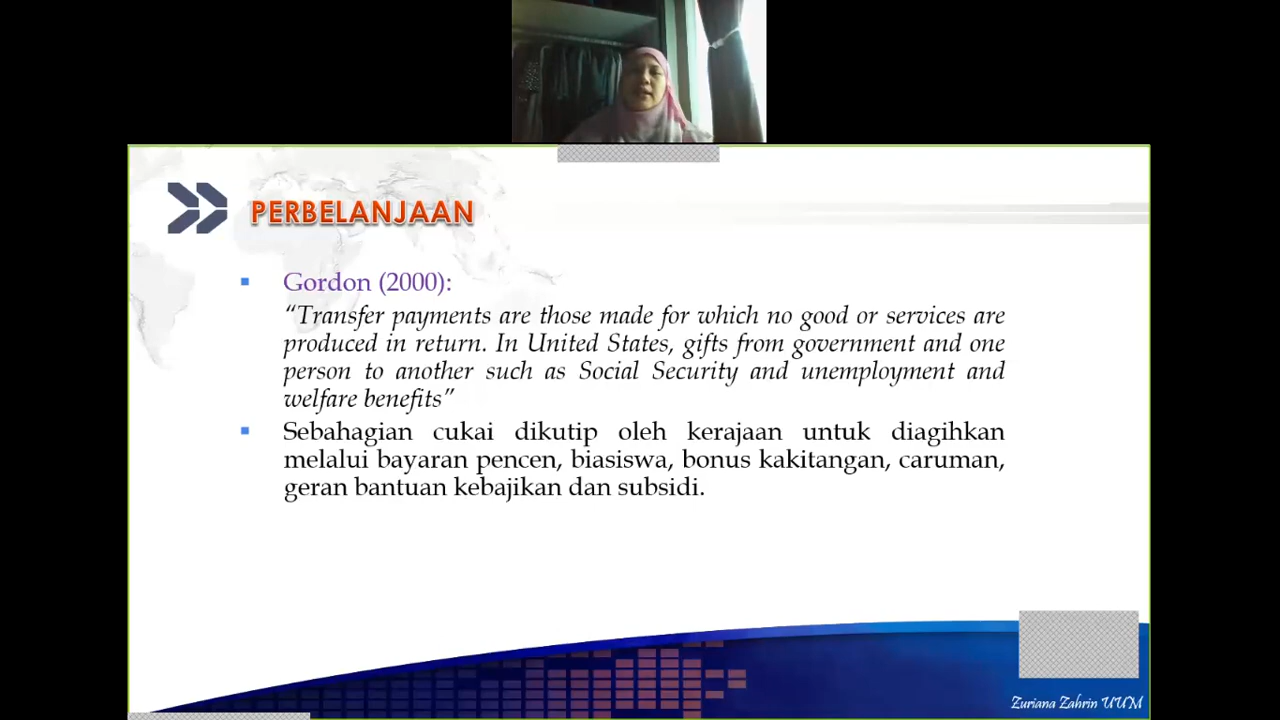 PERBELANJAAN
Gordon (2000):
“Transfer payments are those made for which no good or services are
produced in return. In United States, gifts from government and one
person to another such as Social Security and unemployment and
welfare benefits”
Sebahagian cukai dikutip oleh kerajaan untuk diagihkan
melalui bayaran pencen, biasiswa, bonus kakitangan, caruman,
geran bantuan kebajikan dan subsidi.
Zuriana Zahrin UUM